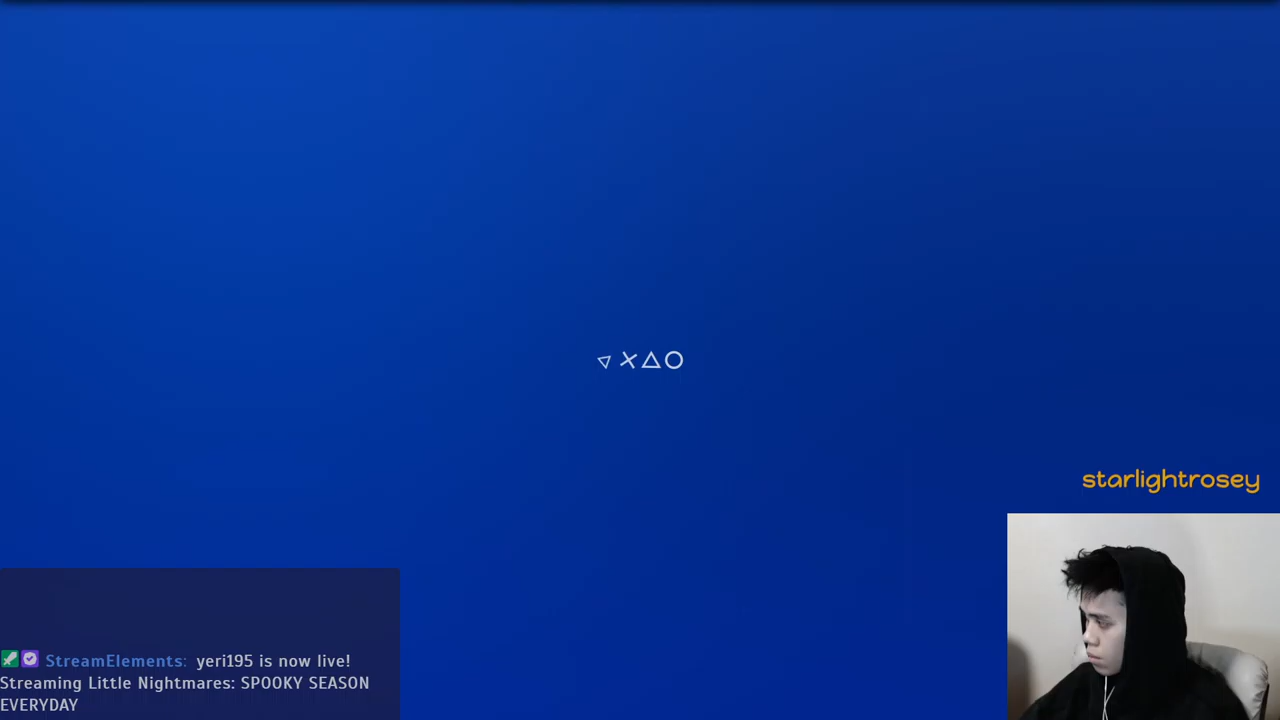 starlightrosey
StreamElements: yeri195 is now live!
Streaming Little Nightmares: SPOOKY SEASON
EVERYDAY